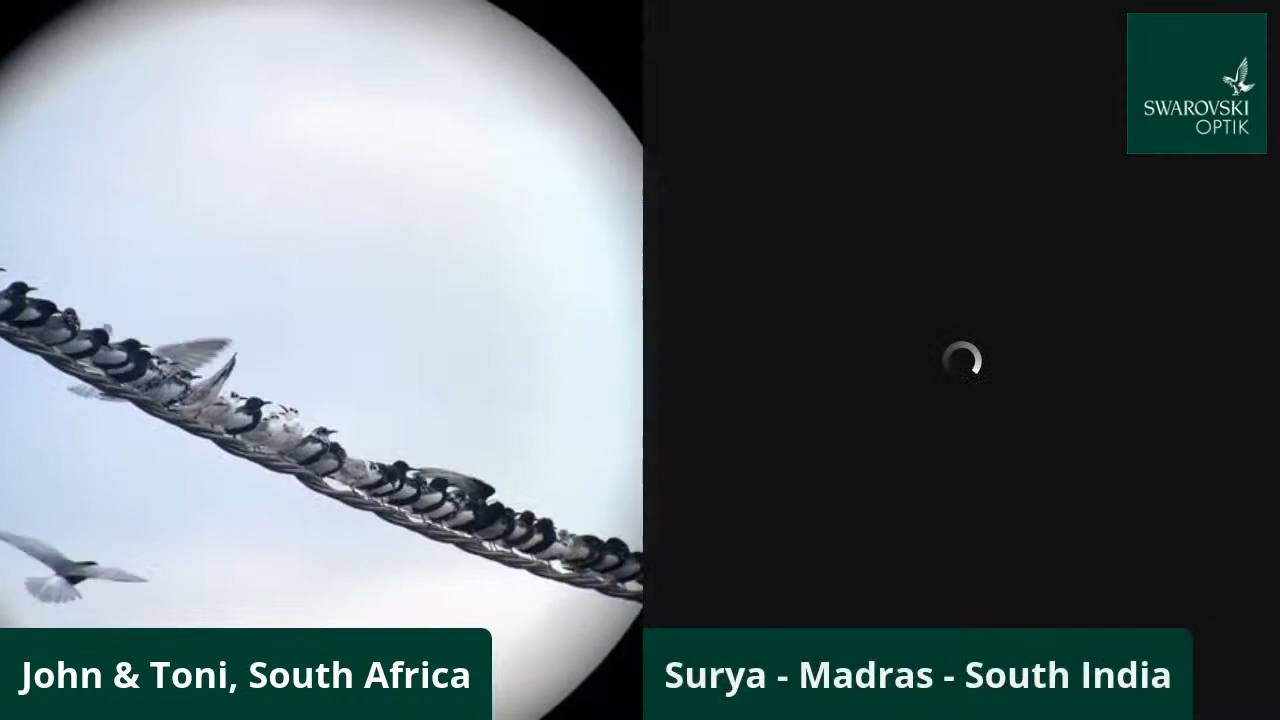 SWAROVSKI
OPTIK
John & Toni, South Africa
Surya - Madras - South India